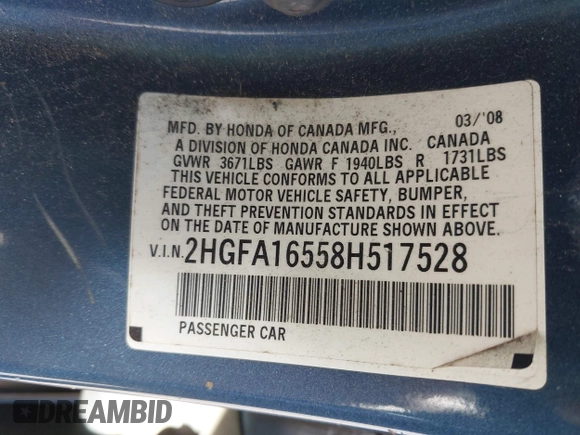 MFD. BY HONDA OF CANADA MFG., 03/'08
A DIVISION OF HONDA CANADA INC. CANADA
GVWR 3671LBS GAWR F 1940LBS R 1731LBS
THIS VEHICLE CONFORMS TO ALL APPLICABLE
FEDERAL MOTOR VEHICLE SAFETY, BUMPER,
AND THEFT PREVENTION STANDARDS IN EFFECT
ON THE DATE OF MANUFACTURE SHOWN ABOVE.
V.I.N. 2HGFA16558H517528
PASSENGER CAR
DREAMBID